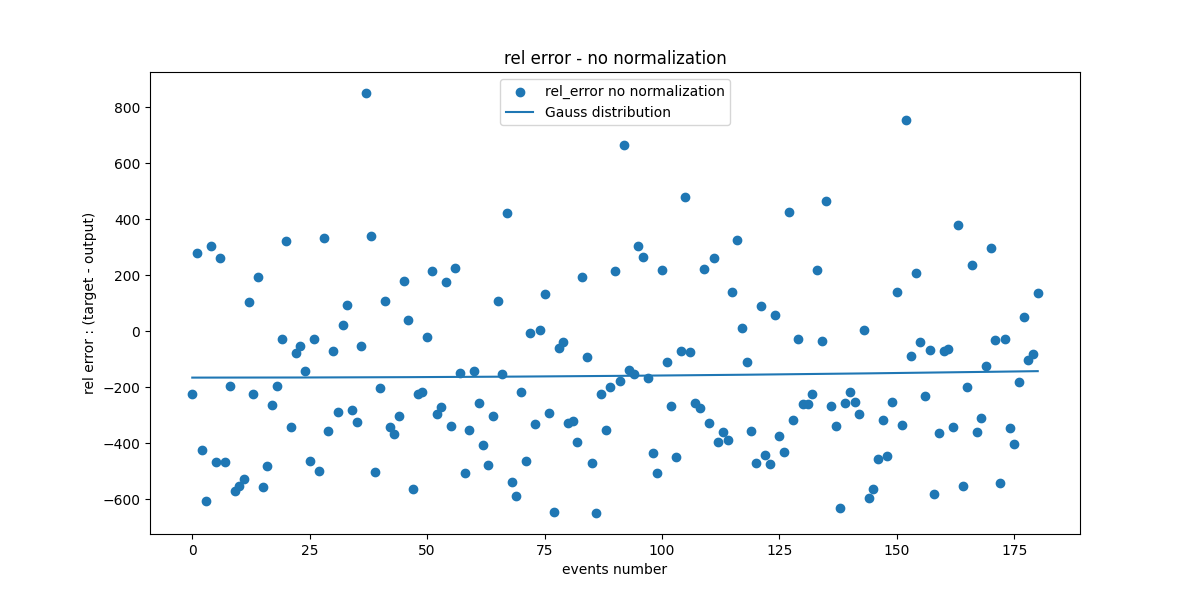 rel error - no normalization
rel_error no normalization
Gauss distribution
rel error : (target - output)
800
600
400
200
0
−200
−400
−600
0 25 50 75 100 125 150 175
events number